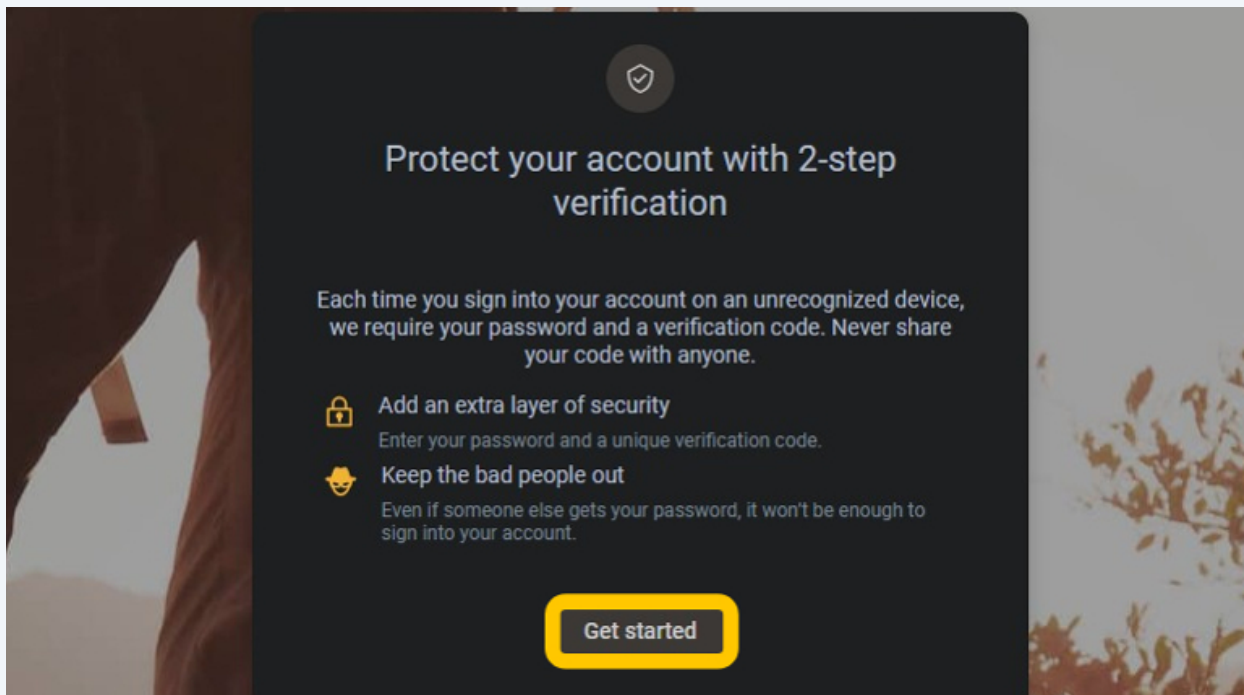 Protect your account with 2-step
verification
Each time you sign into your account on an unrecognized device,
we require your password and a verification code. Never share
your code with anyone.
Add an extra layer of security
Enter your password and a unique verification code.
Keep the bad people out
Even if someone else gets your password, it won't be enough to
sign into your account.
Get started